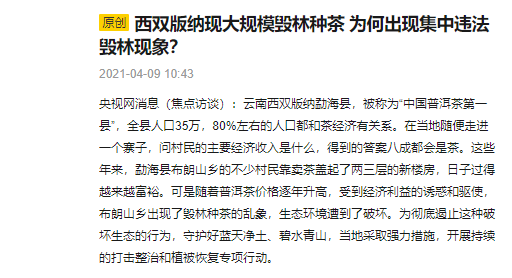 原创 西双版纳现大规模毁林种茶 为何出现集中违法
毁林现象？
2021-04-09 10:43
央视网消息（焦点访谈）：云南西双版纳勐海县，被称为“中国普洱茶第一
县”，全县人口35万，80%左右的人口都和茶经济有关系。在当地随便走进
一个寨子，问村民的主要经济收入是什么，得到的答案八成都会是茶。这些
年来，勐海县布朗山乡的不少村民靠卖茶盖起了两三层的新楼房，日子过得
越来越富裕。可是随着普洱茶价格逐年升高，受到经济利益的诱惑和驱使，
布朗山乡出现了毁林种茶的乱象，生态环境遭到了破坏。为彻底遏止这种破
坏生态的行为，守护好蓝天净土、碧水青山，当地采取强力措施，开展持续
的打击整治和植被恢复专项行动。